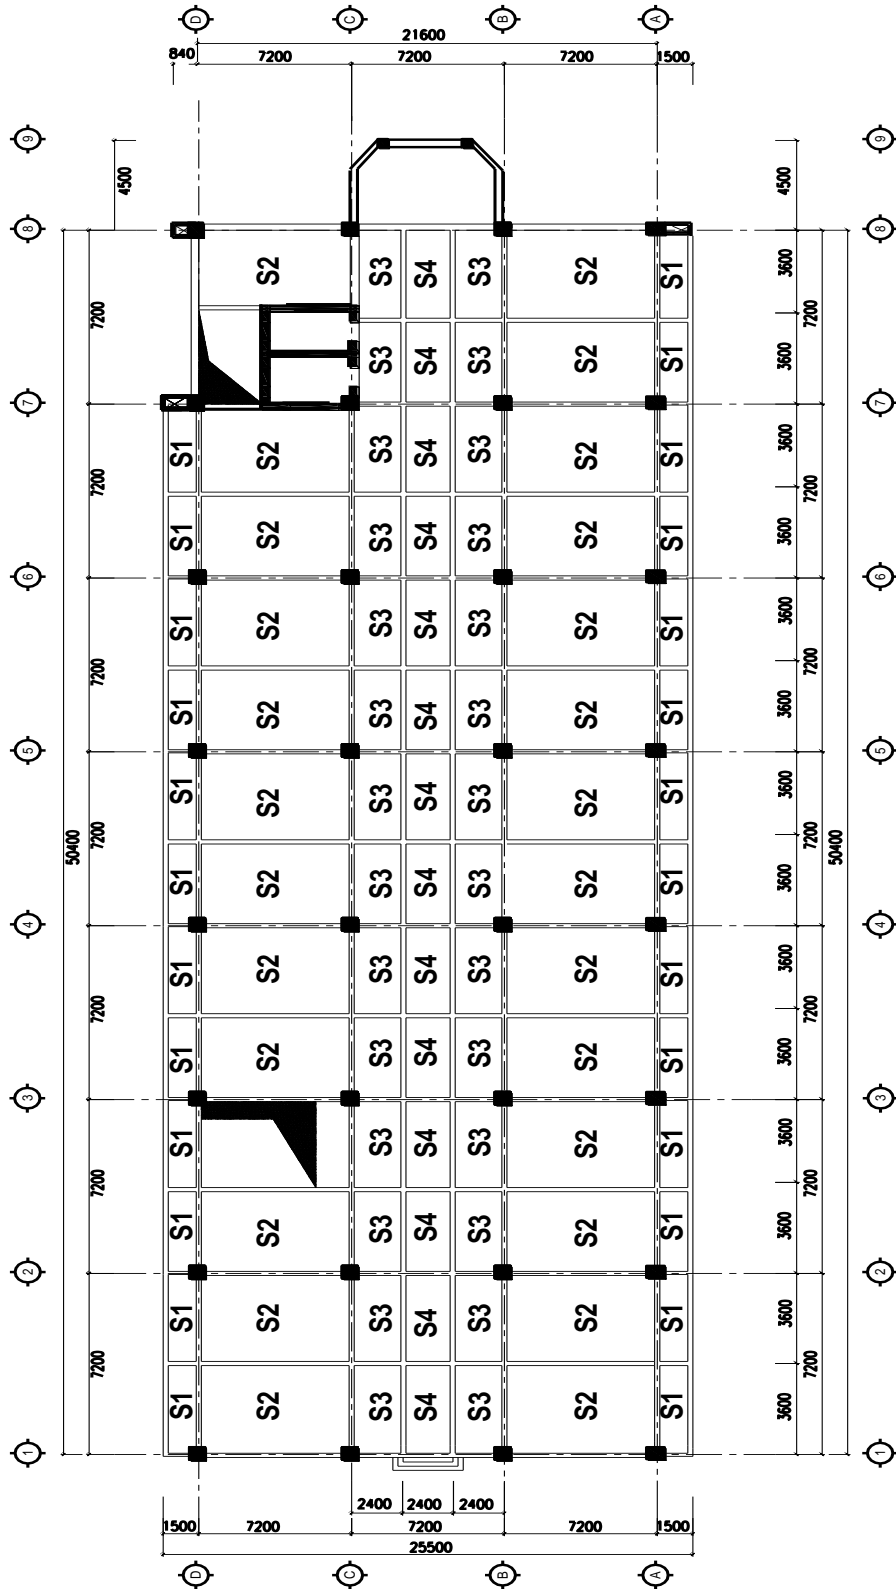 D C B A
21600
840 7200 7200 7200 1500
9 9
4500 4500
8 8
S2 S3 S4 S3 S2 S1 3600
7200 7200
S3 S4 S3 S2 S1 3600
7 7
S1 S2 S3 S4 S3 S2 S1 3600
7200 7200
S1 S2 S3 S4 S3 S2 S1 3600
6 6
S1 S2 S3 S4 S3 S2 S1 3600
7200 7200
S1 S2 S3 S4 S3 S2 S1 3600
5 5
S1 S2 S3 S4 S3 S2 S1 3600
50400 7200 7200 50400
S1 S2 S3 S4 S3 S2 S1 3600
4 4
S1 S2 S3 S4 S3 S2 S1 3600
7200 7200
S1 S2 S3 S4 S3 S2 S1 3600
3 3
S1 S3 S4 S3 S2 S1 3600
7200 7200
S1 S2 S3 S4 S3 S2 S1 3600
2 2
S1 S2 S3 S4 S3 S2 S1 3600
7200 7200
S1 S2 S3 S4 S3 S2 S1 3600
1 1
2400 2400 2400
1500 7200 7200 7200 1500
25500
D C B A